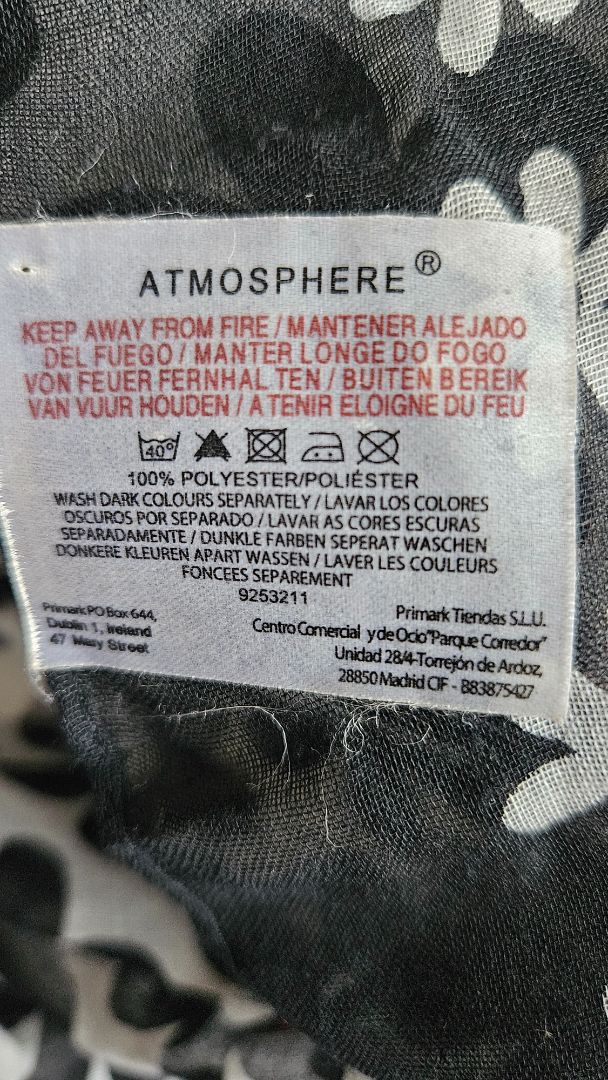 ATMOSPHERE®
KEEP AWAY FROM FIRE / MANTENER ALEJADO
DEL FUEGO / MANTER LONGE DO FOGO
VON FEUER FERNHAL TEN / BUITEN BEREIK
VAN VUUR HOUDEN / A TENIR ELOIGNE DU FEU
40°
100% POLYESTER/POLIÉSTER
WASH DARK COLOURS SEPARATELY / LAVAR LOS COLORES
OSCUROS POR SEPARADO / LAVAR AS CORES ESCURAS
SEPARADAMENTE / DUNKLE FARBEN SEPERAT WASCHEN
DONKERE KLEUREN APART WASSEN / LAVER LES COULEURS
FONCEES SEPAREMENT
9253211
Primark PO Box 644,
Dublin 1, Ireland
47 Mary Street
Primark Tiendas S.L.U.
Centro Comercial y de Ocio "Parque Corredor"
Unidad 28/4-Torrejón de Ardoz,
28850 Madrid CIF - B83875427